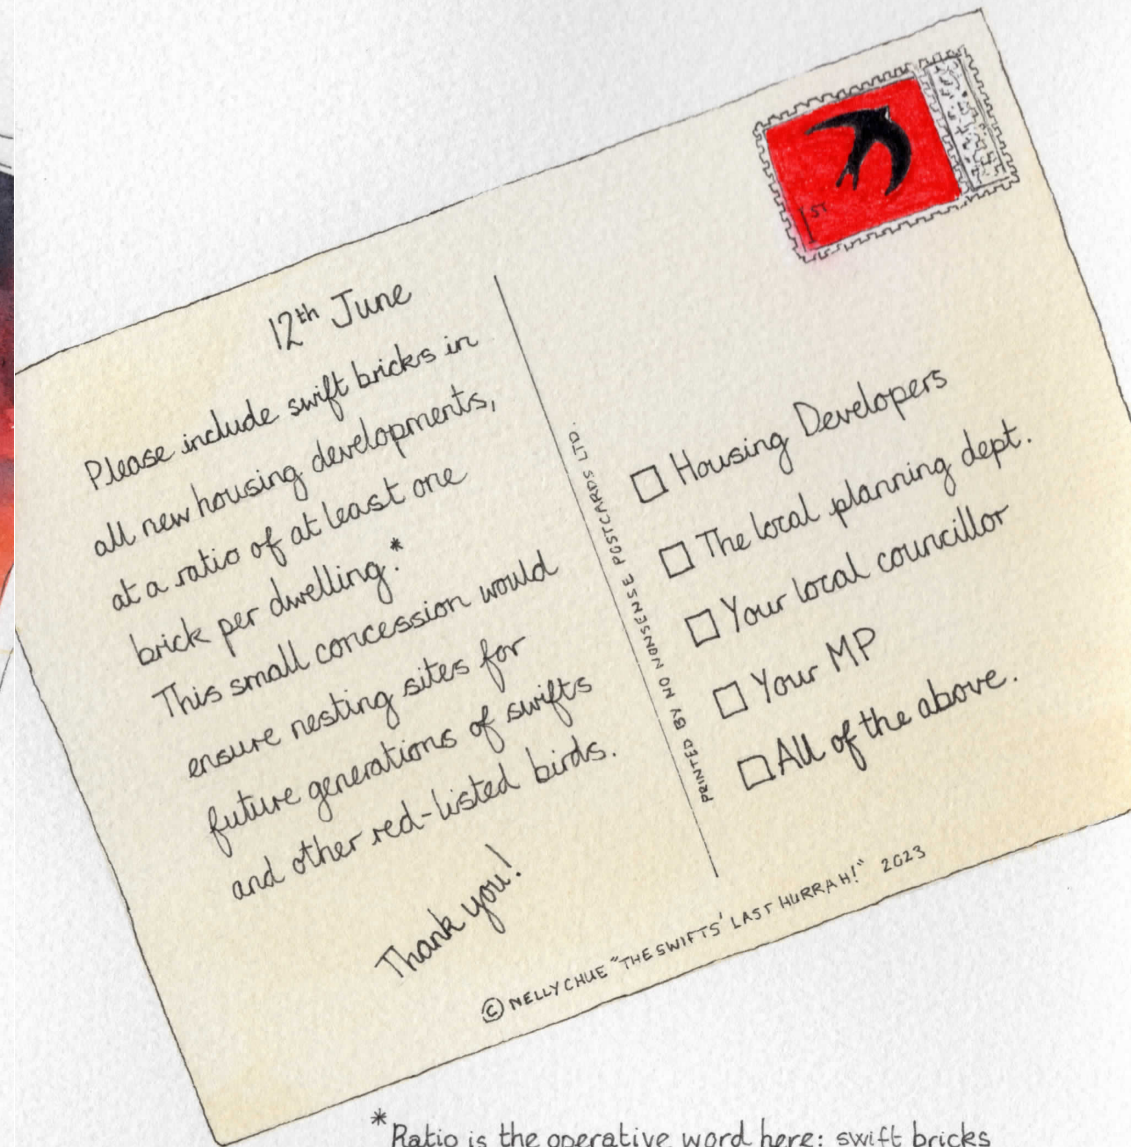 1ST
12th June
Please include swift bricks in
all new housing developments,
at a ratio of at least one
brick per dwelling.*
This small concession would
ensure nesting sites for
future generations of swifts
and other red-listed birds.
Thank you!
PRINTED BY NO NONSENSE POSTCARDS LTD.
Housing Developers
The local planning dept.
Your local councillor
Your MP
All of the above.
© NELLY CHUE "THE SWIFTS' LAST HURRAH!" 2023
*Ratio is the operative word here: swift bricks